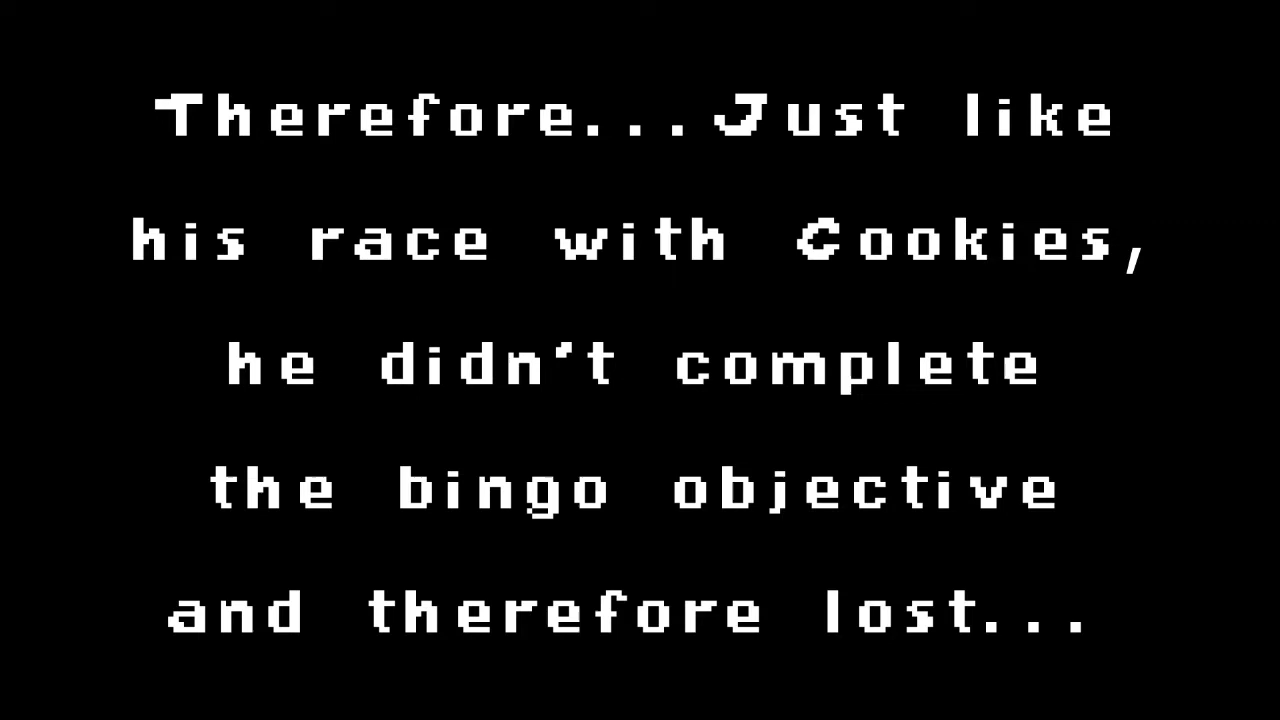 Therefore...Just like
his race with Cookies,
he didn't complete
the bingo objective
and therefore lost...